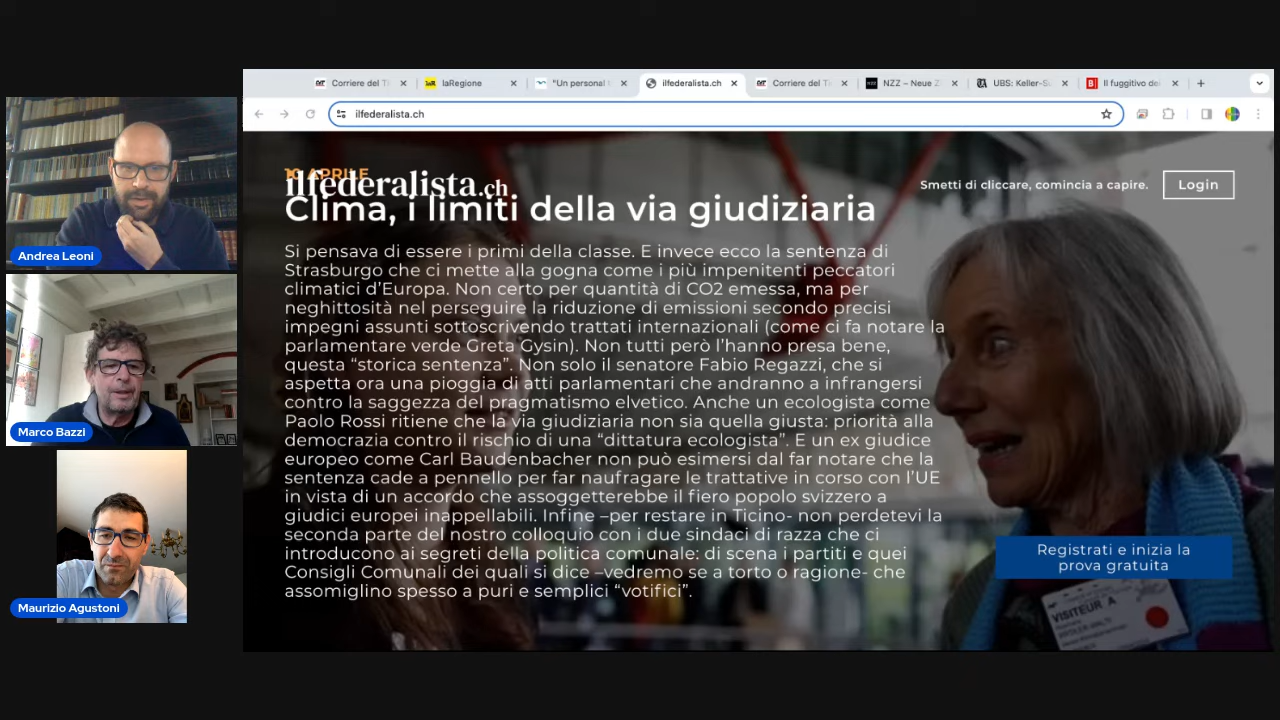 Corriere del Ti
laRegione
"Un personal t
ilfederalista.ch
Corriere del Ti
NZZ – Neue Z
UBS: Keller-Su
Il fuggitivo de
ilfederalista.ch
10 APRILE
ilfederalista.ch
Smetti di cliccare, comincia a capire.
Login
Clima, i limiti della via giudiziaria
Si pensava di essere i primi della classe. E invece ecco la sentenza di
Strasburgo che ci mette alla gogna come i più impenitenti peccatori
climatici d'Europa. Non certo per quantità di CO2 emessa, ma per
neghittosità nel perseguire la riduzione di emissioni secondo precisi
impegni assunti sottoscrivendo trattati internazionali (come ci fa notare la
parlamentare verde Greta Gysin). Non tutti però l'hanno presa bene,
questa "storica sentenza". Non solo il senatore Fabio Regazzi, che si
aspetta ora una pioggia di atti parlamentari che andranno a infrangersi
contro la saggezza del pragmatismo elvetico. Anche un ecologista come
Paolo Rossi ritiene che la via giudiziaria non sia quella giusta: priorità alla
democrazia contro il rischio di una "dittatura ecologista". E un ex giudice
europeo come Carl Baudenbacher non può esimersi dal far notare che la
sentenza cade a pennello per far naufragare le trattative in corso con l'UE
in vista di un accordo che assoggetterebbe il fiero popolo svizzero a
giudici europei inappellabili. Infine –per restare in Ticino- non perdetevi la
seconda parte del nostro colloquio con i due sindaci di razza che ci
introducono ai segreti della politica comunale: di scena i partiti e quei
Consigli Comunali dei quali si dice –vedremo se a torto o ragione- che
assomiglino spesso a puri e semplici "votifici".
Registrati e inizia la
prova gratuita
VISITEUR A
Andrea Leoni
Marco Bazzi
Maurizio Agustoni